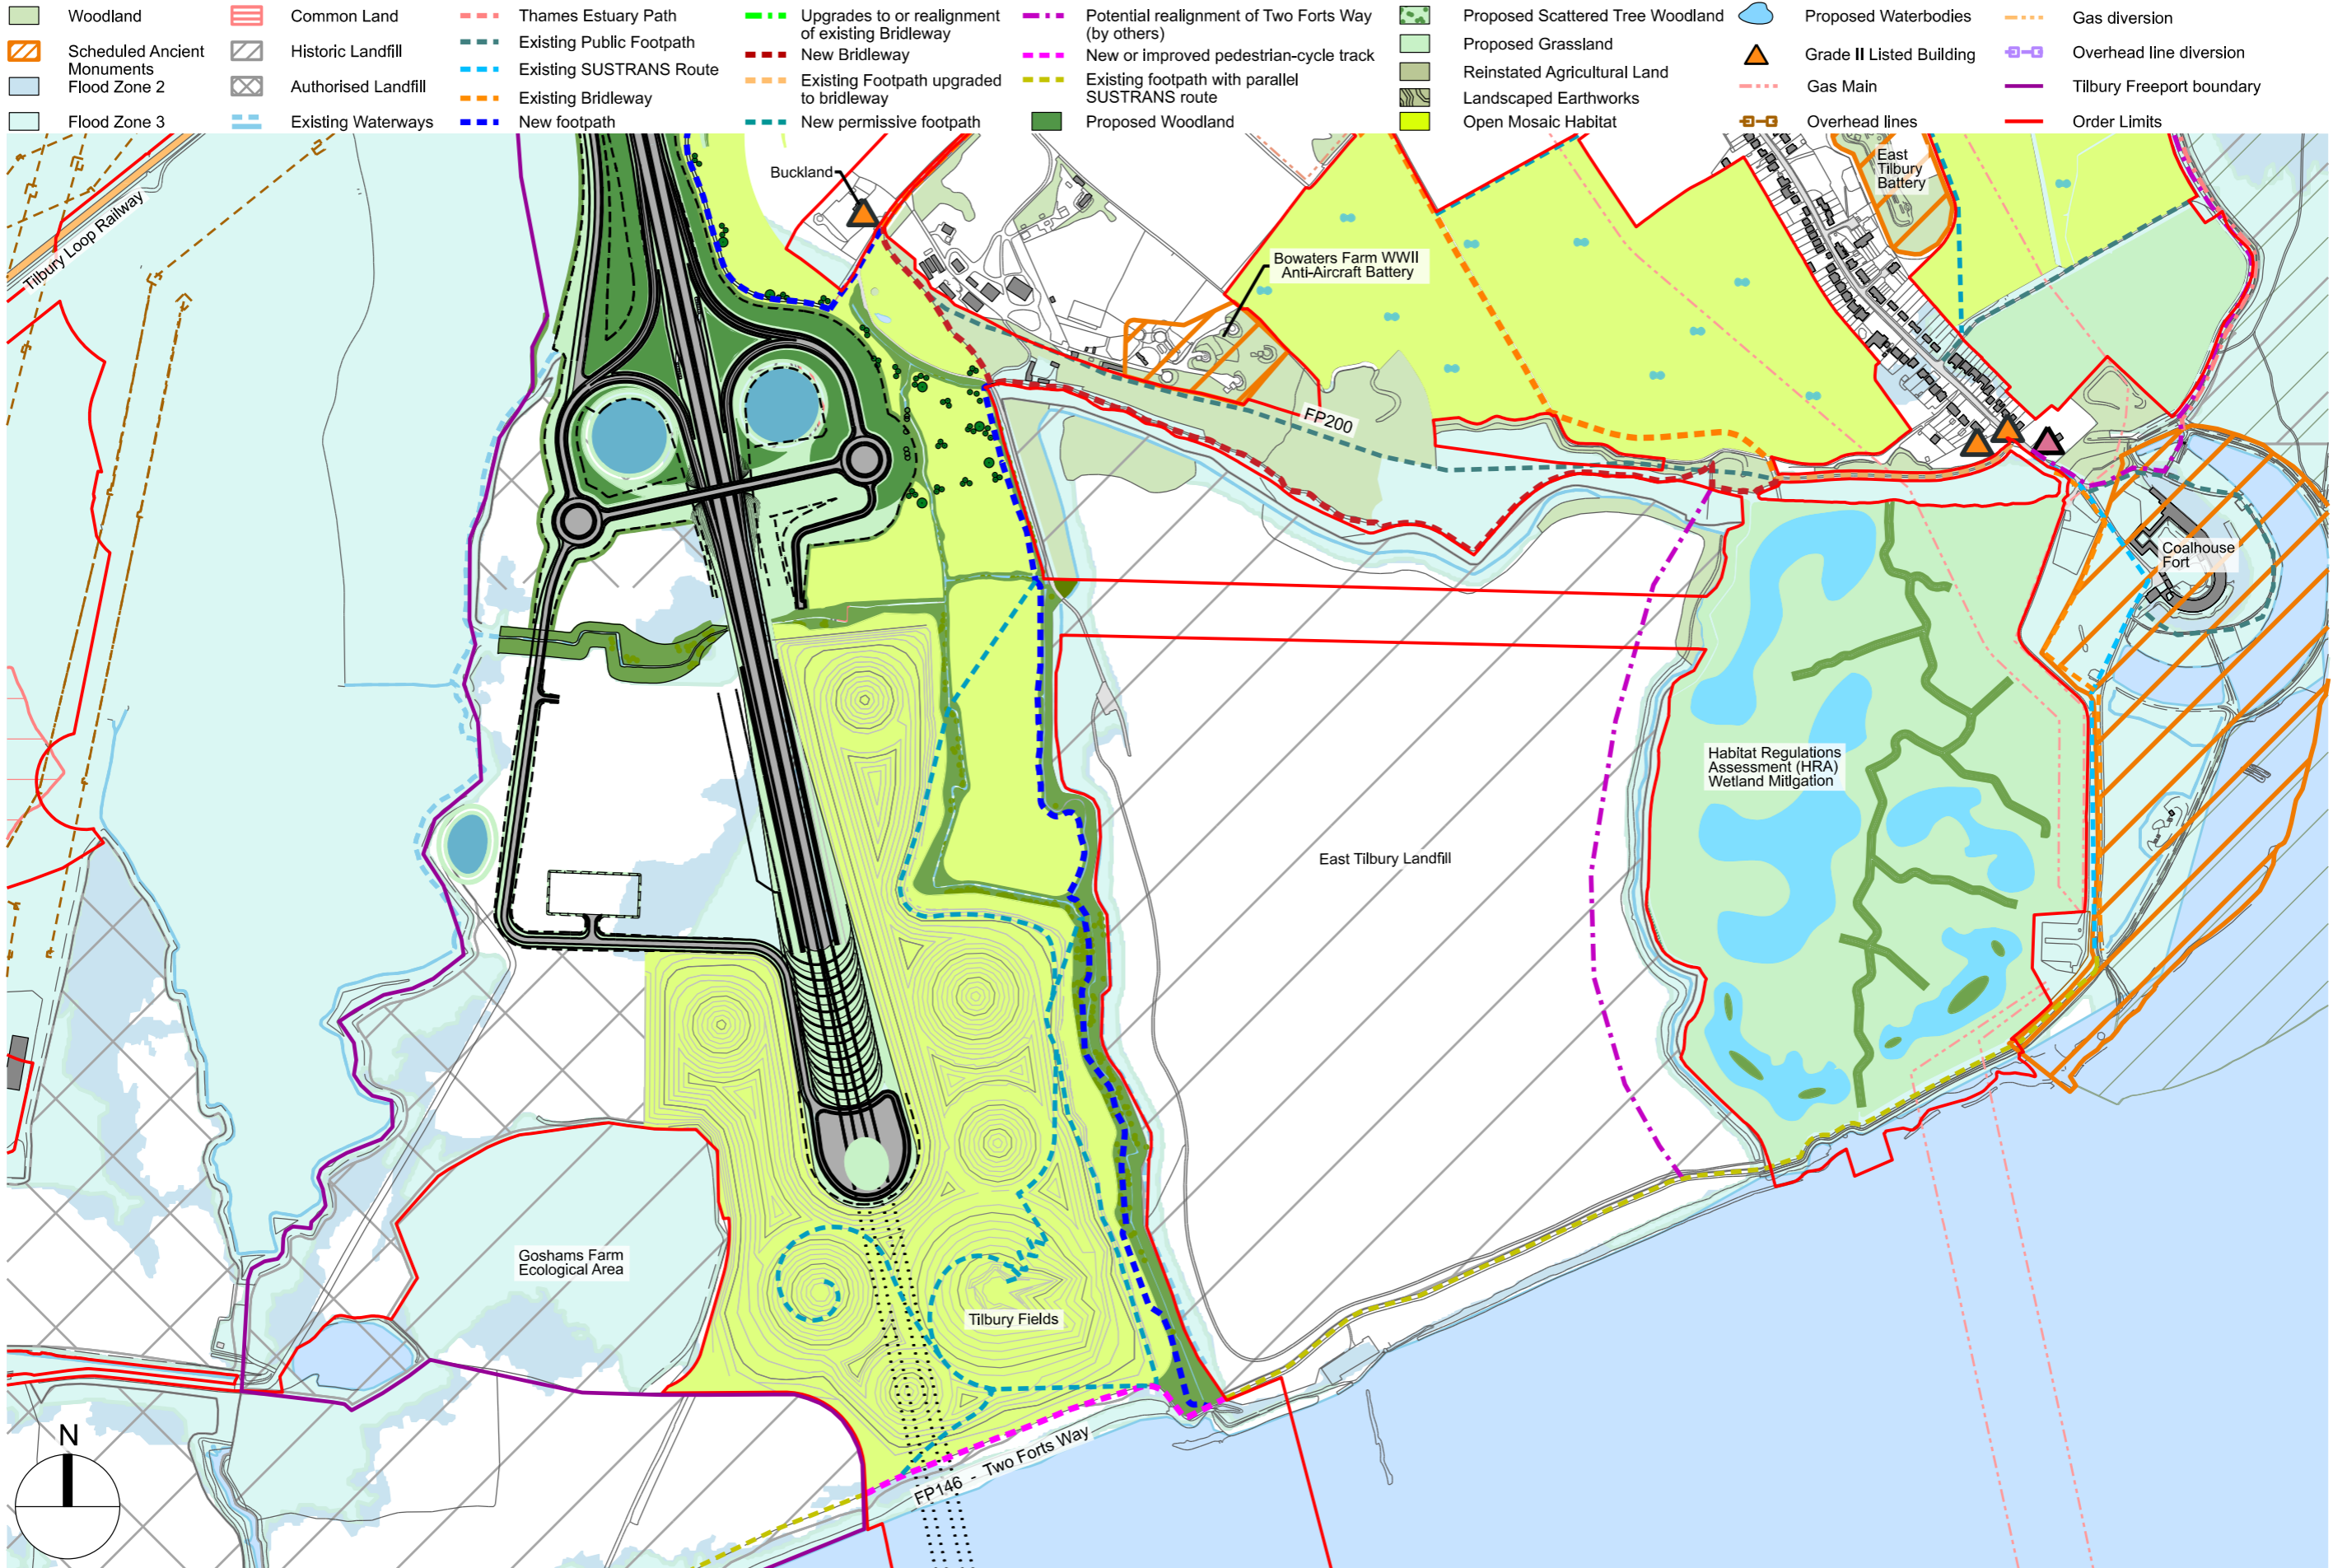 Woodland
Scheduled Ancient
Monuments
Flood Zone 2
Flood Zone 3
Common Land
Historic Landfill
Authorised Landfill
Existing Waterways
Thames Estuary Path
Existing Public Footpath
Existing SUSTRANS Route
Existing Bridleway
New footpath
Upgrades to or realignment
of existing Bridleway
New Bridleway
Existing Footpath upgraded
to bridleway
New permissive footpath
Potential realignment of Two Forts Way
(by others)
New or improved pedestrian-cycle track
Existing footpath with parallel
SUSTRANS route
Proposed Woodland
Proposed Scattered Tree Woodland
Proposed Grassland
Reinstated Agricultural Land
Landscaped Earthworks
Open Mosaic Habitat
Proposed Waterbodies
Grade II Listed Building
Gas Main
Overhead lines
Gas diversion
Overhead line diversion
Tilbury Freeport boundary
Order Limits
Tilbury Loop Railway
Buckland
Bowaters Farm WWII
Anti-Aircraft Battery
East
Tilbury
Battery
FP200
Coalhouse
Fort
Habitat Regulations
Assessment (HRA)
Wetland Mitigation
East Tilbury Landfill
Goshams Farm
Ecological Area
Tilbury Fields
FP146 - Two Forts Way
N